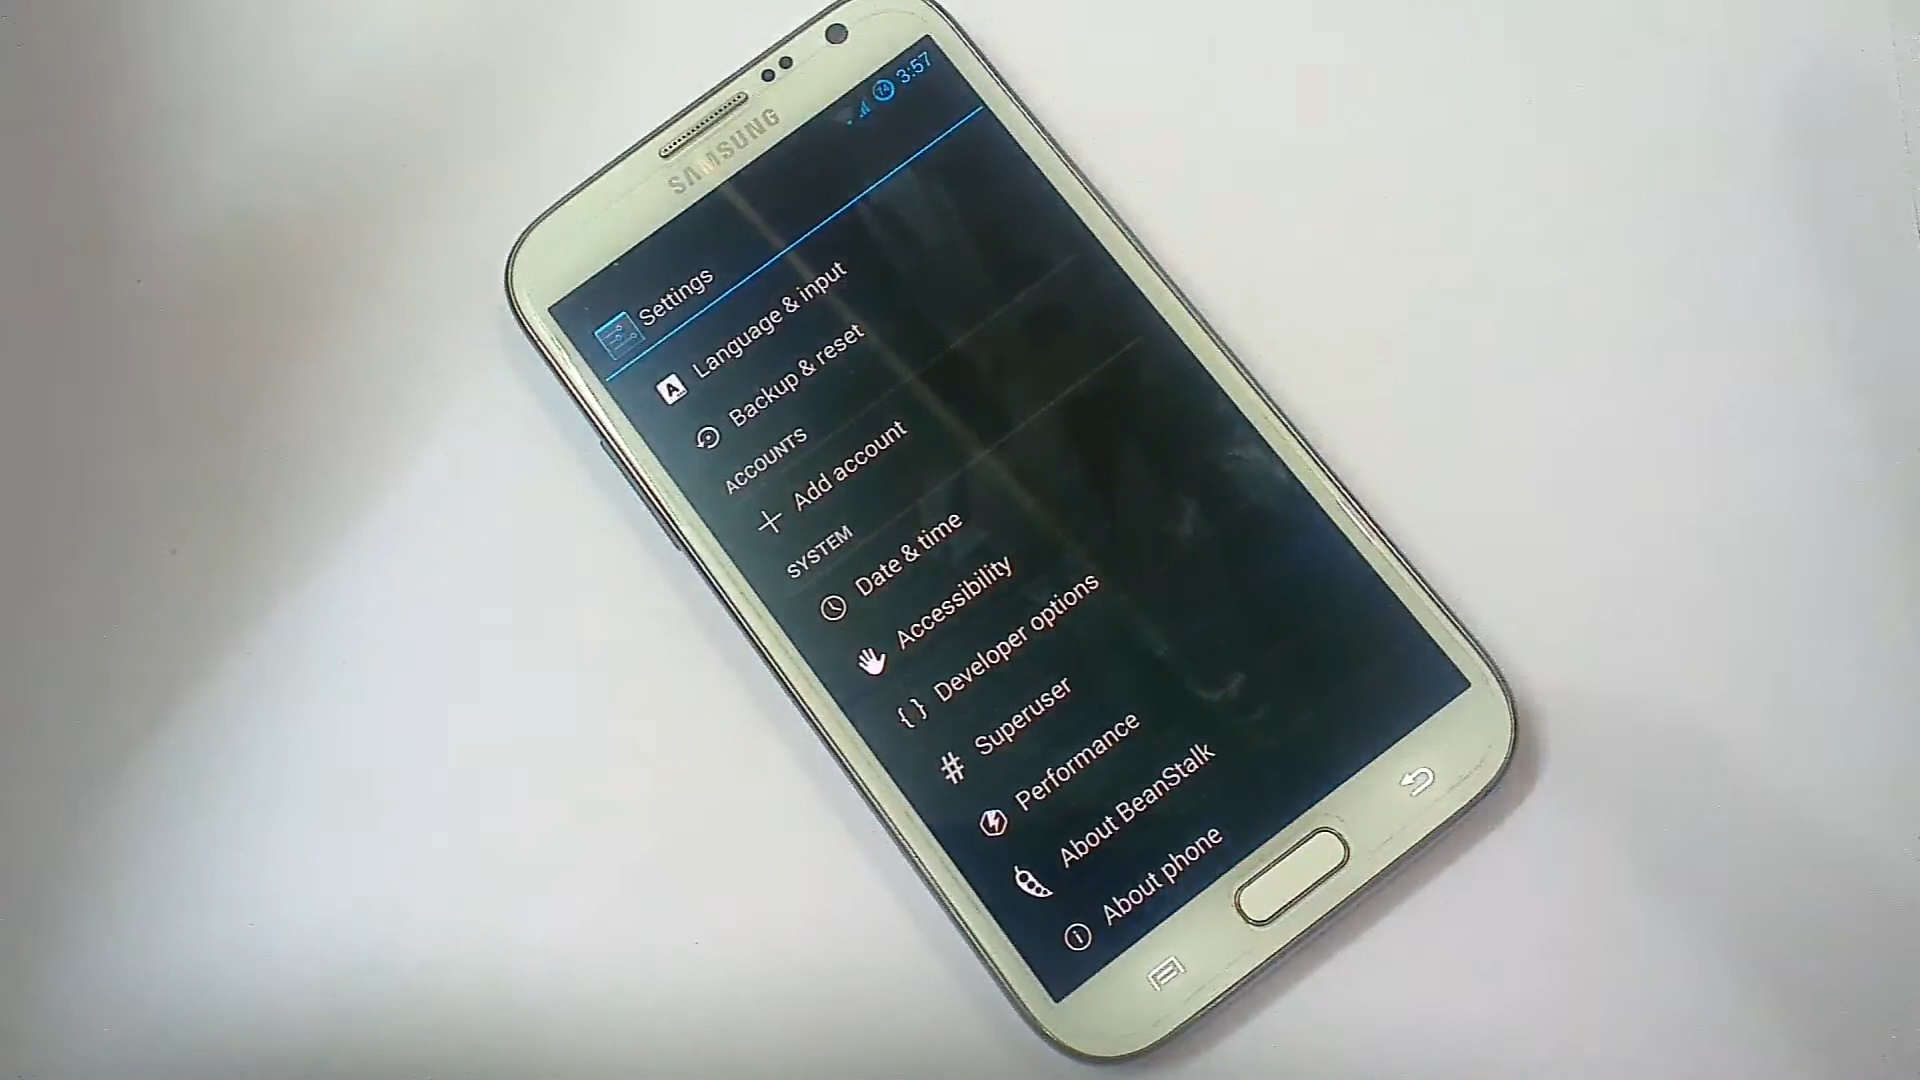 SAMSUNG
74 3:57
Settings
Language & input
Backup & reset
ACCOUNTS
Add account
SYSTEM
Date & time
Accessibility
{ } Developer options
# Superuser
Performance
About BeanStalk
About phone